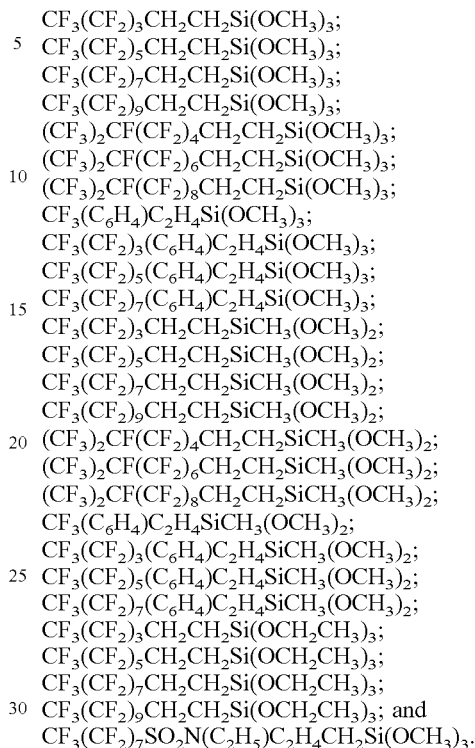 CF₃(CF₂)₃CH₂CH₂Si(OCH₃)₃;
5 CF₃(CF₂)₅CH₂CH₂Si(OCH₃)₃;
CF₃(CF₂)₇CH₂CH₂Si(OCH₃)₃;
CF₃(CF₂)₉CH₂CH₂Si(OCH₃)₃;
(CF₃)₂CF(CF₂)₄CH₂CH₂Si(OCH₃)₃;
(CF₃)₂CF(CF₂)₆CH₂CH₂Si(OCH₃)₃;
10 (CF₃)₂CF(CF₂)₈CH₂CH₂Si(OCH₃)₃;
CF₃(C₆H₄)C₂H₄Si(OCH₃)₃;
CF₃(CF₂)₃(C₆H₄)C₂H₄Si(OCH₃)₃;
CF₃(CF₂)₅(C₆H₄)C₂H₄Si(OCH₃)₃;
CF₃(CF₂)₇(C₆H₄)C₂H₄Si(OCH₃)₃;
15 CF₃(CF₂)₃CH₂CH₂SiCH₃(OCH₃)₂;
CF₃(CF₂)₅CH₂CH₂SiCH₃(OCH₃)₂;
CF₃(CF₂)₇CH₂CH₂SiCH₃(OCH₃)₂;
CF₃(CF₂)₉CH₂CH₂SiCH₃(OCH₃)₂;
20 (CF₃)₂CF(CF₂)₄CH₂CH₂SiCH₃(OCH₃)₂;
(CF₃)₂CF(CF₂)₆CH₂CH₂SiCH₃(OCH₃)₂;
(CF₃)₂CF(CF₂)₈CH₂CH₂SiCH₃(OCH₃)₂;
CF₃(C₆H₄)C₂H₄SiCH₃(OCH₃)₂;
CF₃(CF₂)₃(C₆H₄)C₂H₄SiCH₃(OCH₃)₂;
25 CF₃(CF₂)₅(C₆H₄)C₂H₄SiCH₃(OCH₃)₂;
CF₃(CF₂)₇(C₆H₄)C₂H₄SiCH₃(OCH₃)₂;
CF₃(CF₂)₃CH₂CH₂Si(OCH₂CH₃)₃;
CF₃(CF₂)₅CH₂CH₂Si(OCH₂CH₃)₃;
CF₃(CF₂)₇CH₂CH₂Si(OCH₂CH₃)₃;
30 CF₃(CF₂)₉CH₂CH₂Si(OCH₂CH₃)₃; and
CF₃(CF₂)₇SO₂N(C₂H₅)C₂H₄CH₂Si(OCH₃)₃.